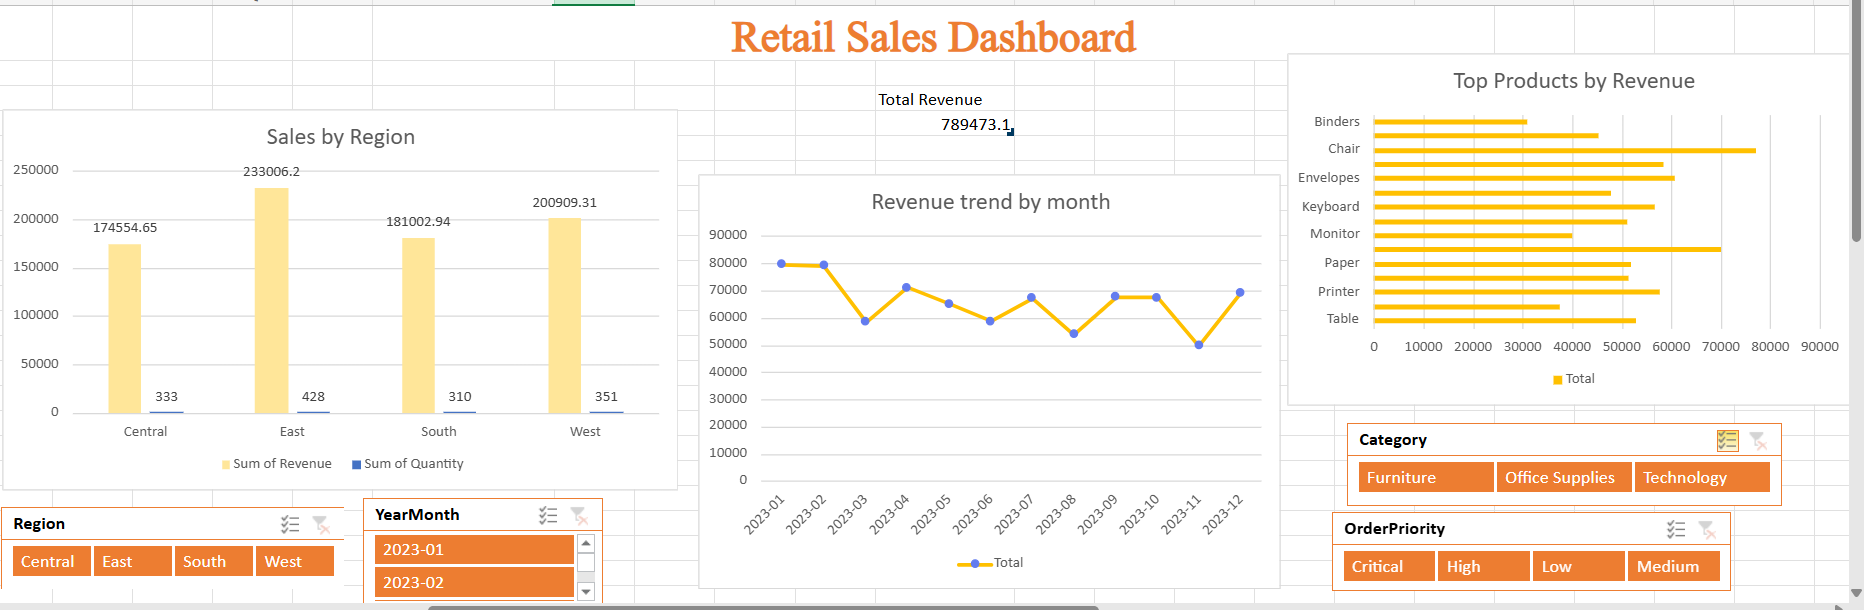 Retail Sales Dashboard
Total Revenue
789473.1
Sales by Region
250000
200000
150000
100000
50000
0
174554.65
333
233006.2
428
181002.94
310
200909.31
351
Central
East
South
West
Sum of Revenue
Sum of Quantity
Revenue trend by month
90000
80000
70000
60000
50000
40000
30000
20000
10000
0
2023-01
2023-02
2023-03
2023-04
2023-05
2023-06
2023-07
2023-08
2023-09
2023-10
2023-11
2023-12
Total
Top Products by Revenue
Binders
Chair
Envelopes
Keyboard
Monitor
Paper
Printer
Table
0
10000
20000
30000
40000
50000
60000
70000
80000
90000
Total
Region
Central
East
South
West
YearMonth
2023-01
2023-02
Category
Furniture
Office Supplies
Technology
OrderPriority
Critical
High
Low
Medium